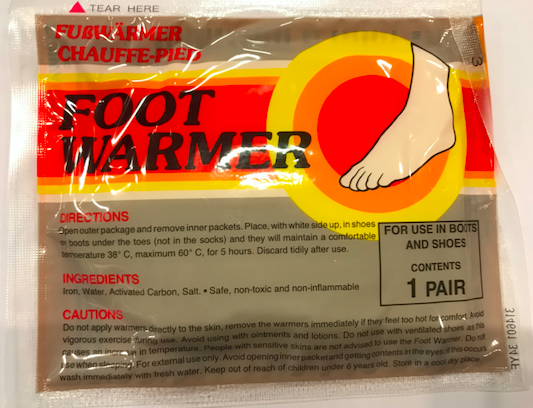 TEAR HERE
FUßWÄRMER
CHAUFFE-PIED
FOOT
WARMER
DIRECTIONS
Open outer package and remove inner packets. Place, with white side up, in shoes
or boots under the toes (not in the socks) and they will maintain a comfortable
temperature 38° C, maximum 60° C, for 5 hours. Discard tidily after use.
FOR USE IN BOOTS
AND SHOES
CONTENTS
1 PAIR
INGREDIENTS
Iron, Water, Activated Carbon, Salt. • Safe, non-toxic and non-inflammable
CAUTIONS
Do not apply warmers directly to the skin, remove the warmers immediately if they feel too hot for comfort. Avoid
vigorous exercise during use. Avoid using with ointments and lotions. Do not use with ventilated shoes as this
causes an increase in temperature. People with sensitive skins are not advised to use the Foot Warmer. Do not
use when sleeping. For external use only. Avoid opening inner packet and getting contents in the eyes; if this occurs
wash immediately with fresh water. Keep out of reach of children under 6 years old. Store in a cool dry place.